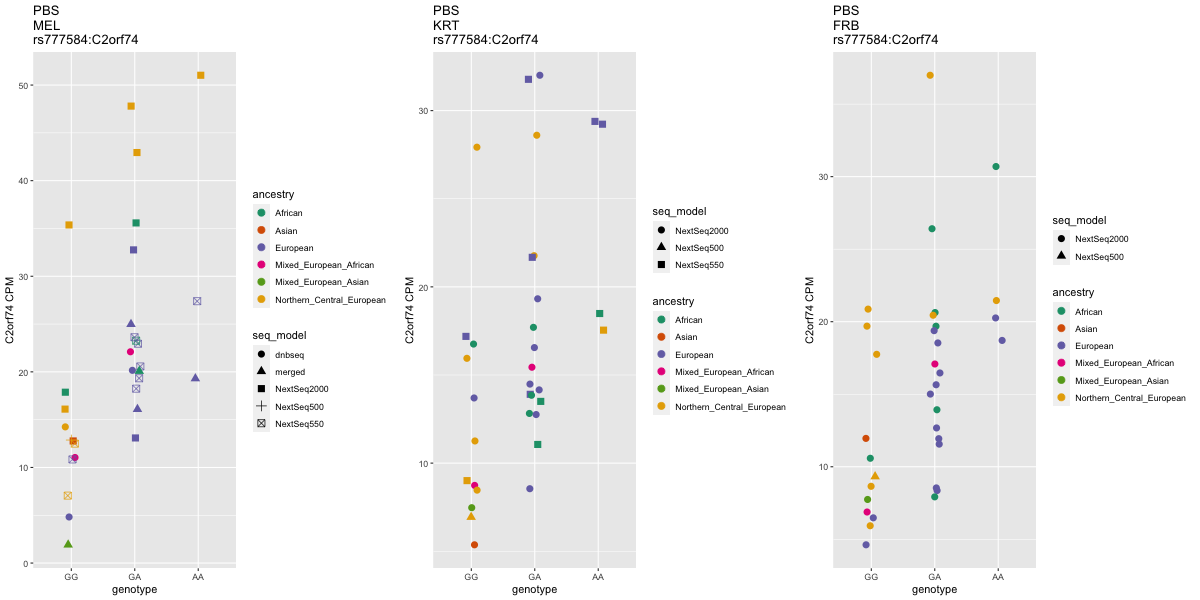 PBS
MEL
rs777584:C2orf74
C2orf74 CPM
50
40
30
20
10
0
GG
GA
AA
genotype
ancestry
African
Asian
European
Mixed_European_African
Mixed_European_Asian
Northern_Central_European
seq_model
dnbseq
merged
NextSeq2000
NextSeq500
NextSeq550
PBS
KRT
rs777584:C2orf74
C2orf74 CPM
30
20
10
GG
GA
AA
genotype
seq_model
NextSeq2000
NextSeq500
NextSeq550
ancestry
African
Asian
European
Mixed_European_African
Mixed_European_Asian
Northern_Central_European
PBS
FRB
rs777584:C2orf74
C2orf74 CPM
30
20
10
GG
GA
AA
genotype
seq_model
NextSeq2000
NextSeq500
ancestry
African
Asian
European
Mixed_European_African
Mixed_European_Asian
Northern_Central_European